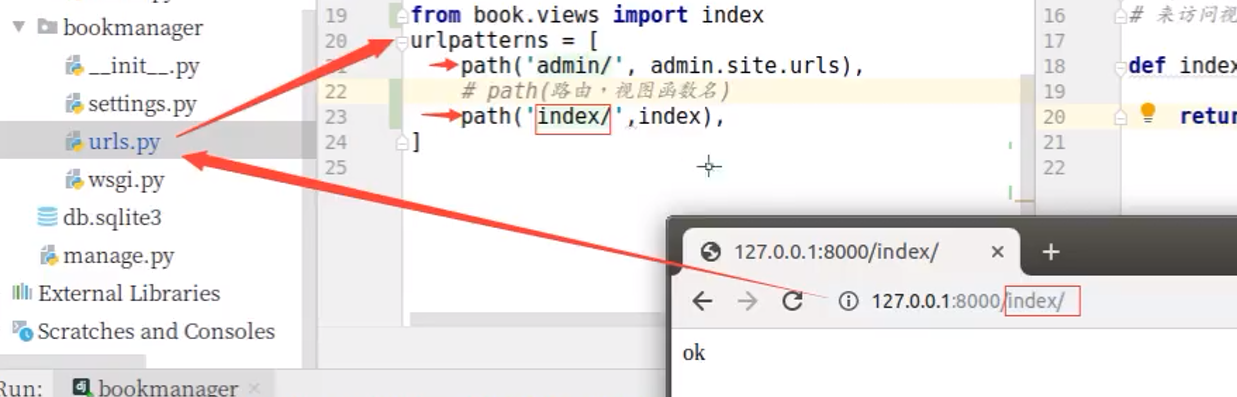 bookmanager
__init__.py
settings.py
urls.py
wsgi.py
db.sqlite3
manage.py
External Libraries
Scratches and Consoles
Run: bookmanager ×
19 from book.views import index
20 urlpatterns = [
21 path('admin/', admin.site.urls),
22 # path(路由，视图函数名)
23 path('index/',index),
24 ]
25
16 # 来访问视
17
18 def index
19
20 retur
21
22
127.0.0.1:8000/index/ × +
127.0.0.1:8000/index/
ok